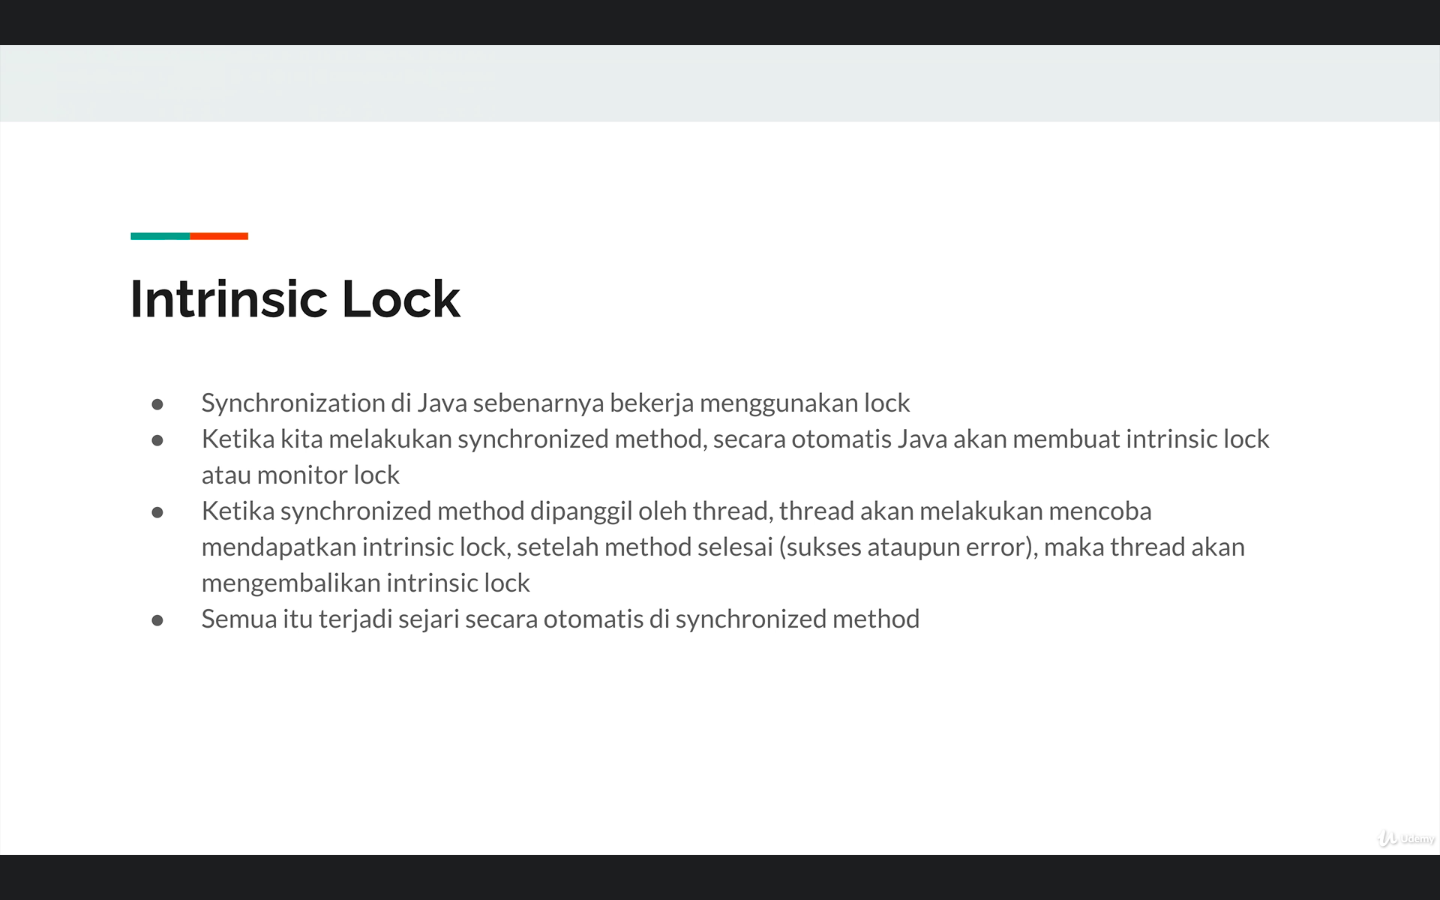 Intrinsic Lock
● Synchronization di Java sebenarnya bekerja menggunakan lock
● Ketika kita melakukan synchronized method, secara otomatis Java akan membuat intrinsic lock
atau monitor lock
● Ketika synchronized method dipanggil oleh thread, thread akan melakukan mencoba
mendapatkan intrinsic lock, setelah method selesai (sukses ataupun error), maka thread akan
mengembalikan intrinsic lock
● Semua itu terjadi sejari secara otomatis di synchronized method
Udemy